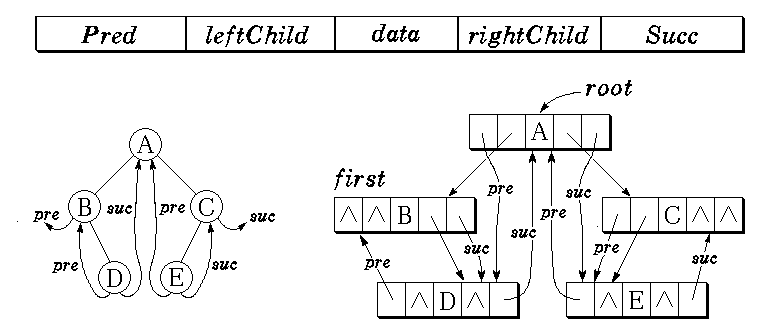 Pred leftChild data rightChild Succ
root
A
A
first
pre
B
pre
suc
pre
C
suc
∧ ∧ B
pre
suc
pre
suc
C ∧ ∧
pre
D
E
suc
pre
suc
pre
suc
∧ D ∧
∧ E ∧